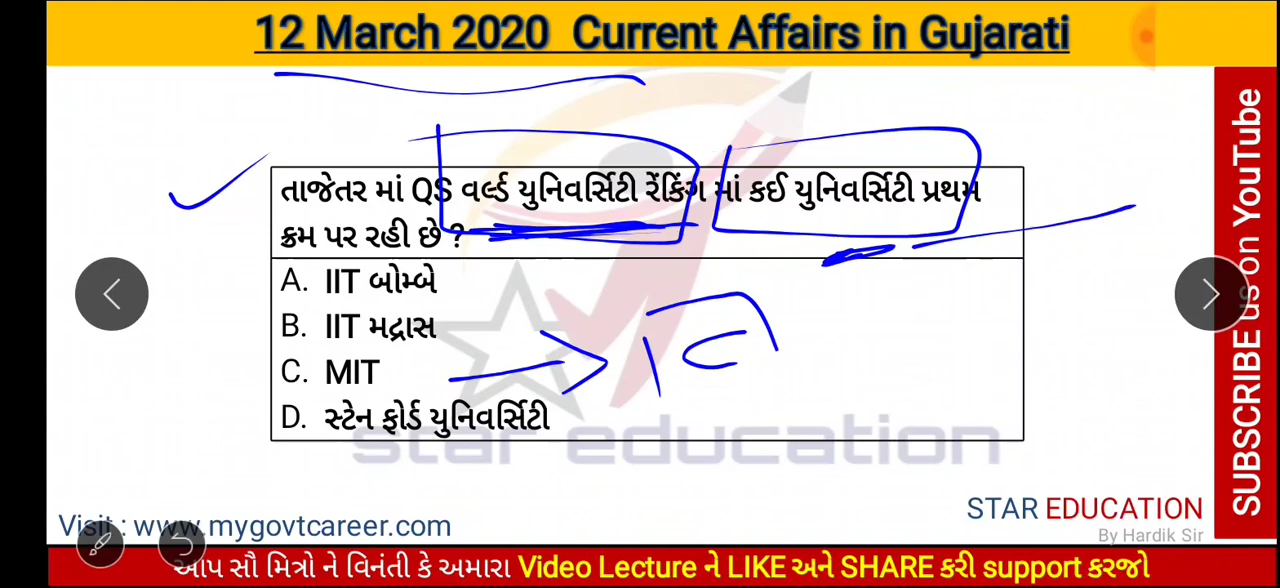 12 March 2020 Current Affairs in Gujarati
તાજેતર માં QS વર્લ્ડ યુનિવર્સિટી રેંકિંગ માં કઈ યુનિવર્સિટી પ્રથમ
ક્રમ પર રહી છે ?
A. IIT બોમ્બે
B. IIT મદ્રાસ
C. MIT
D. સ્ટેન ફોર્ડ યુનિવર્સિટી
star education
STAR EDUCATION
By Hardik Sir
Visit : www.mygovtcareer.com
આપ સૌ મિત્રો ને વિનંતી કે અમારા Video Lecture ને LIKE અને SHARE કરી support કરજો
SUBSCRIBE us on YouTube